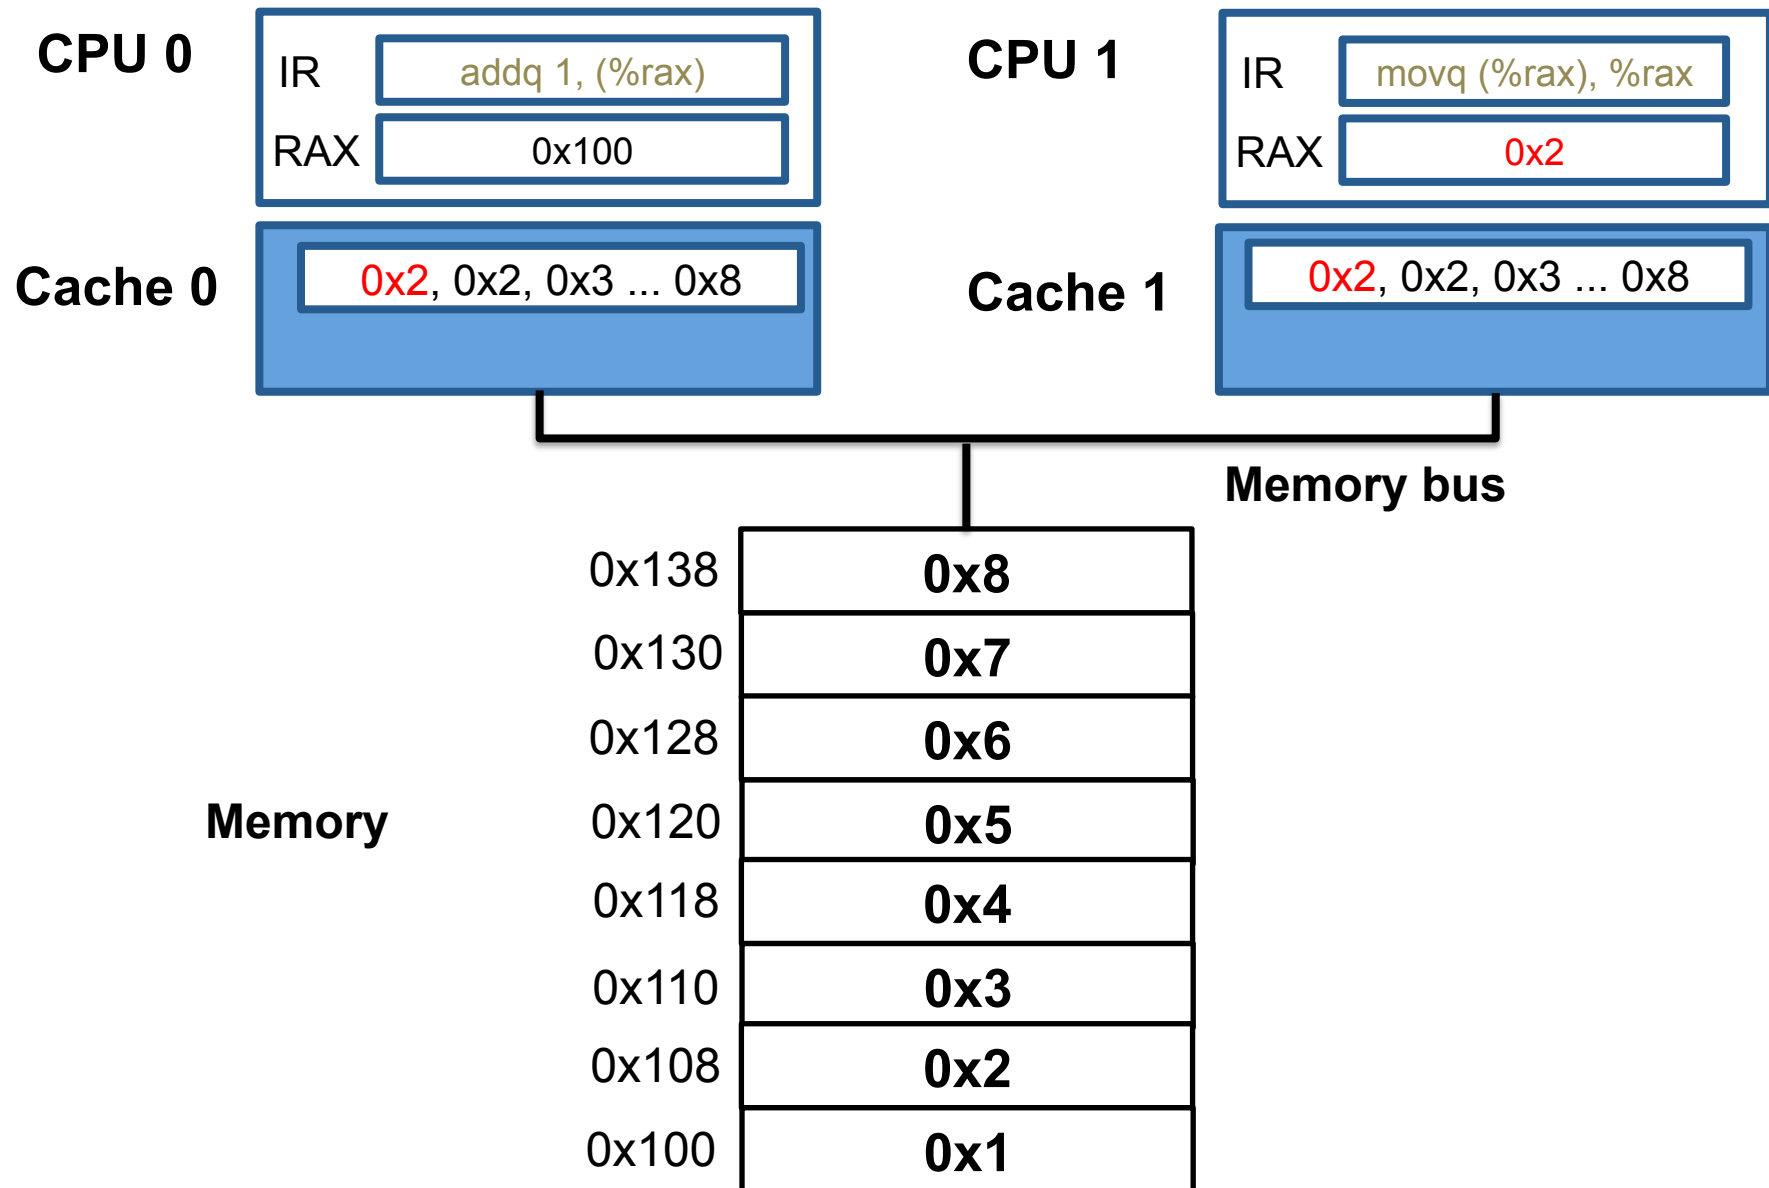 CPU 0
IR
addq 1, (%rax)
RAX
0x100
CPU 1
IR
movq (%rax), %rax
RAX
0x2
Cache 0
0x2, 0x2, 0x3 ... 0x8
Cache 1
0x2, 0x2, 0x3 ... 0x8
Memory bus
0x138 0x8
0x130 0x7
0x128 0x6
Memory
0x120 0x5
0x118 0x4
0x110 0x3
0x108 0x2
0x100 0x1